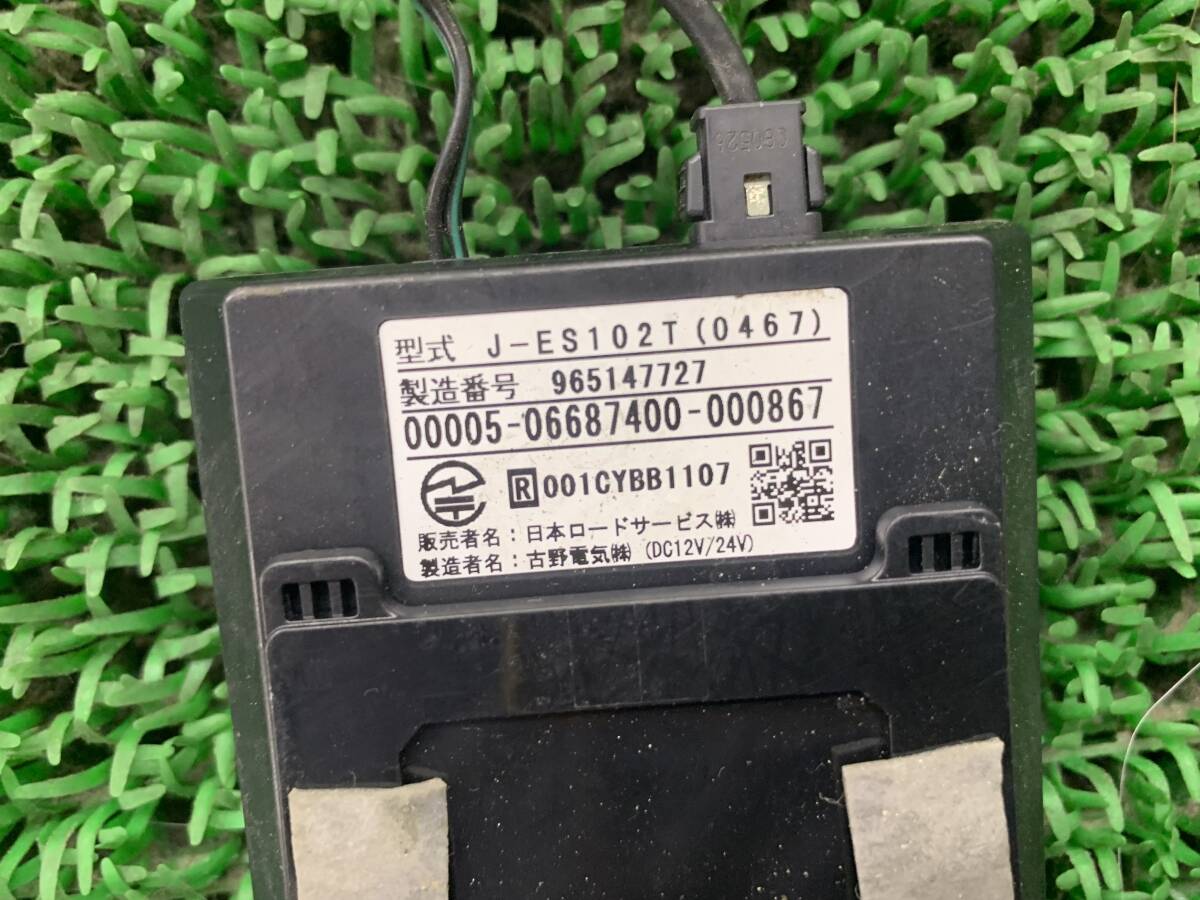 080526
型式 J-ES102T(0467)
製造番号 965147727
00005-06687400-000867
R 001CYBB1107
販売者名：日本ロードサービス㈱
製造者名：古野電気㈱ (DC12V/24V)